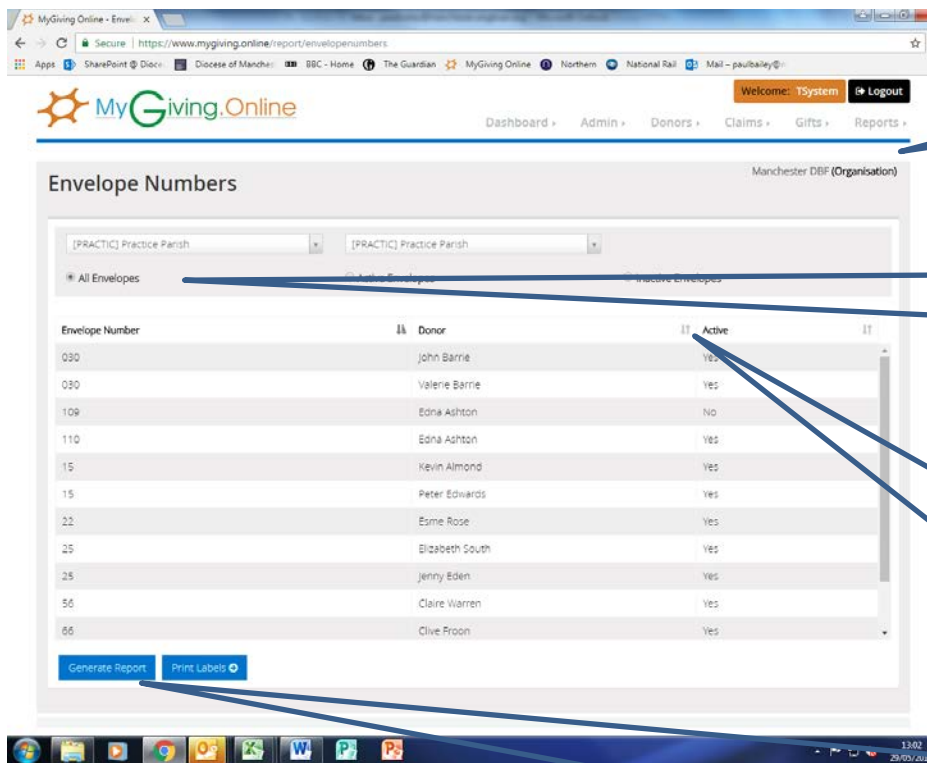 MyGiving Online - Envel x
Secure | https://www.mygiving.online/report/envelopenumbers
Apps SharePoint @ Dioce Diocese of Manches BBC - Home The Guardian MyGiving Online Northern National Rail Mail – paulbailey@
MyGiving.Online
Welcome: TSystem Logout
Dashboard Admin Donors Claims Gifts Reports
Envelope Numbers
Manchester DBF (Organisation)
[PRACTIC] Practice Parish [PRACTIC] Practice Parish
All Envelopes Active Envelopes Inactive Envelopes
Envelope Number Donor Active
030 John Barrie Yes
030 Valerie Barrie Yes
109 Edna Ashton No
110 Edna Ashton Yes
15 Kevin Almond Yes
15 Peter Edwards Yes
22 Esme Rose Yes
25 Elizabeth South Yes
25 Jenny Eden Yes
56 Claire Warren Yes
66 Clive Froon Yes
Generate Report Print Labels
13:02